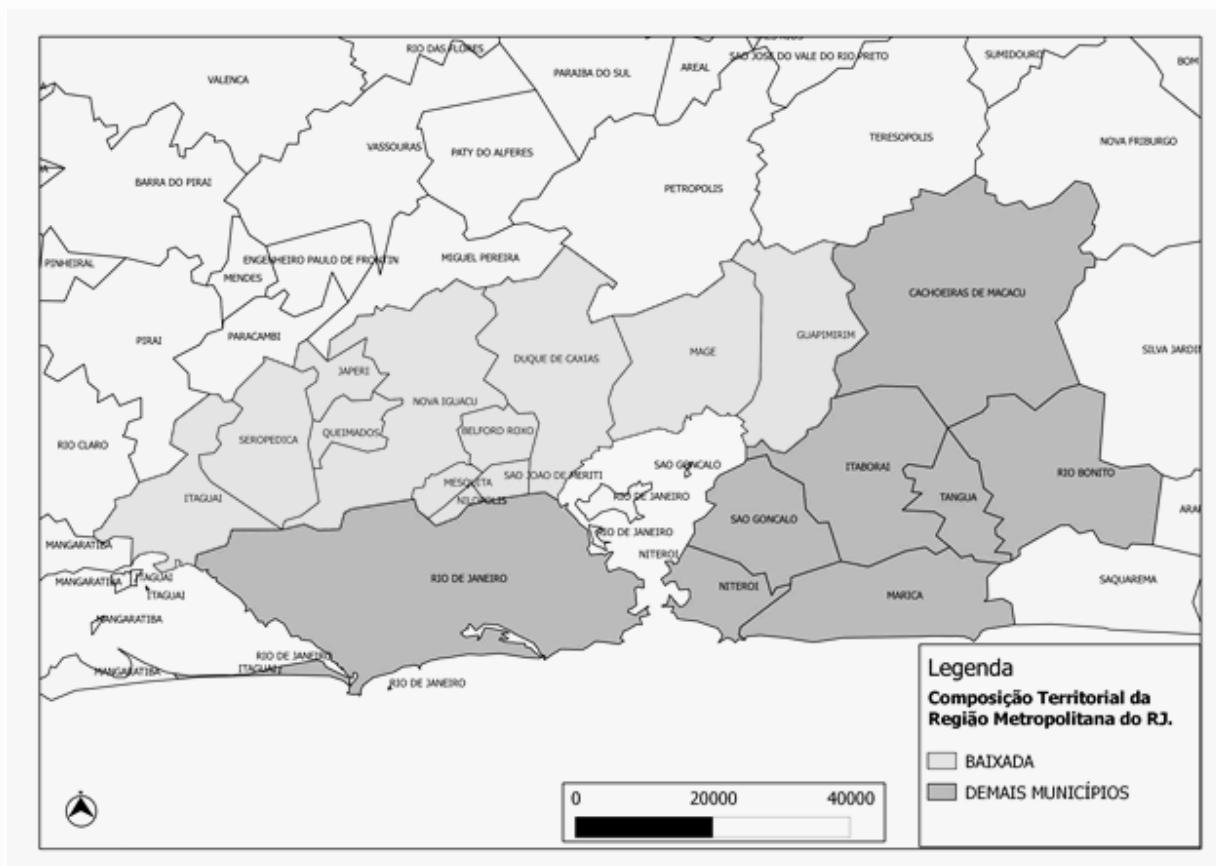 RIO DAS FLORES
SAO JOSE DO VALE DO RIO PRETO
SUMIDOURO
VALENCA
PARAIBA DO SUL
AREAL
BOM
VASSOURAS
PATY DO ALFERES
TERESOPOLIS
NOVA FRIBURGO
BARRA DO PIRAI
PETROPOLIS
PINHEIRAL
MENDES
ENGENHEIRO PAULO DE FRONTIN
MIGUEL PEREIRA
CACHOEIRAS DE MACACU
PIRAI
PARACAMBI
DUQUE DE CAXIAS
MAGE
GUAPIMIRIM
SILVA JARDIM
JAPERI
NOVA IGUACU
RIO CLARO
SEROPEDICA
QUEIMADOS
BELFORD ROXO
SAO GONCALO
ITABORAI
RIO BONITO
ITAGUAI
MESQUITA
SAO JOAO DE MERITI
NILOPOLIS
RIO DE JANEIRO
TANGUA
ARAR
SAO GONCALO
RIO DE JANEIRO
MANGARATIBA
NITEROI
MANGARATIBA
ITAGUAI
ITAGUAI
RIO DE JANEIRO
NITEROI
MARICA
SAQUAREMA
MANGARATIBA
RIO DE JANEIRO
MANGARATIBA
ITAGUAI
RIO DE JANEIRO
Legenda
Composição Territorial da
Região Metropolitana do RJ.
BAIXADA
DEMAIS MUNICÍPIOS
0 20000 40000